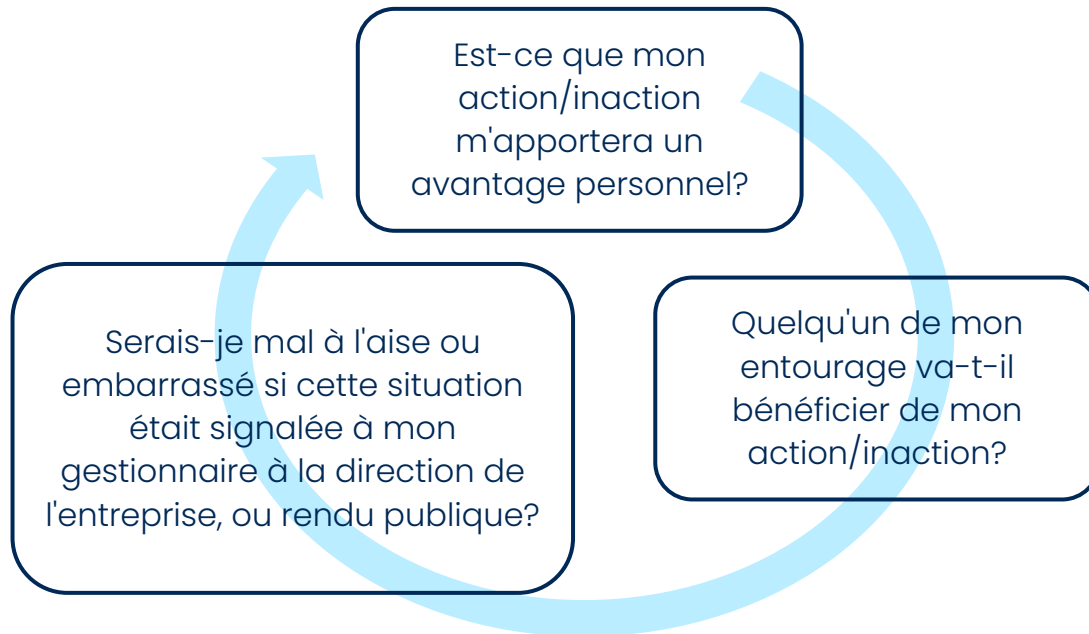 Est-ce que mon
action/inaction
m'apportera un
avantage personnel?
Quelqu'un de mon
entourage va-t-il
bénéficier de mon
action/inaction?
Serais-je mal à l'aise ou
embarrassé si cette situation
était signalée à mon
gestionnaire à la direction de
l'entreprise, ou rendu publique?